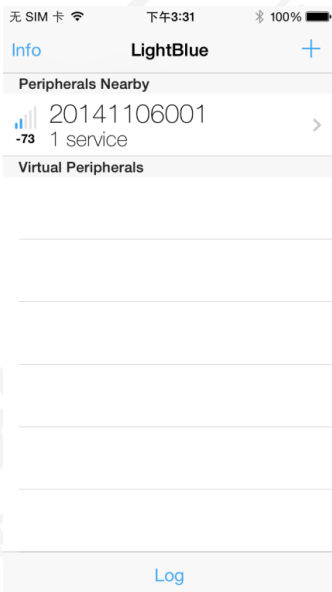 无 SIM 卡 下午3:31 100%
Info LightBlue +
Peripherals Nearby
20141106001
-73 1 service
Virtual Peripherals
Log